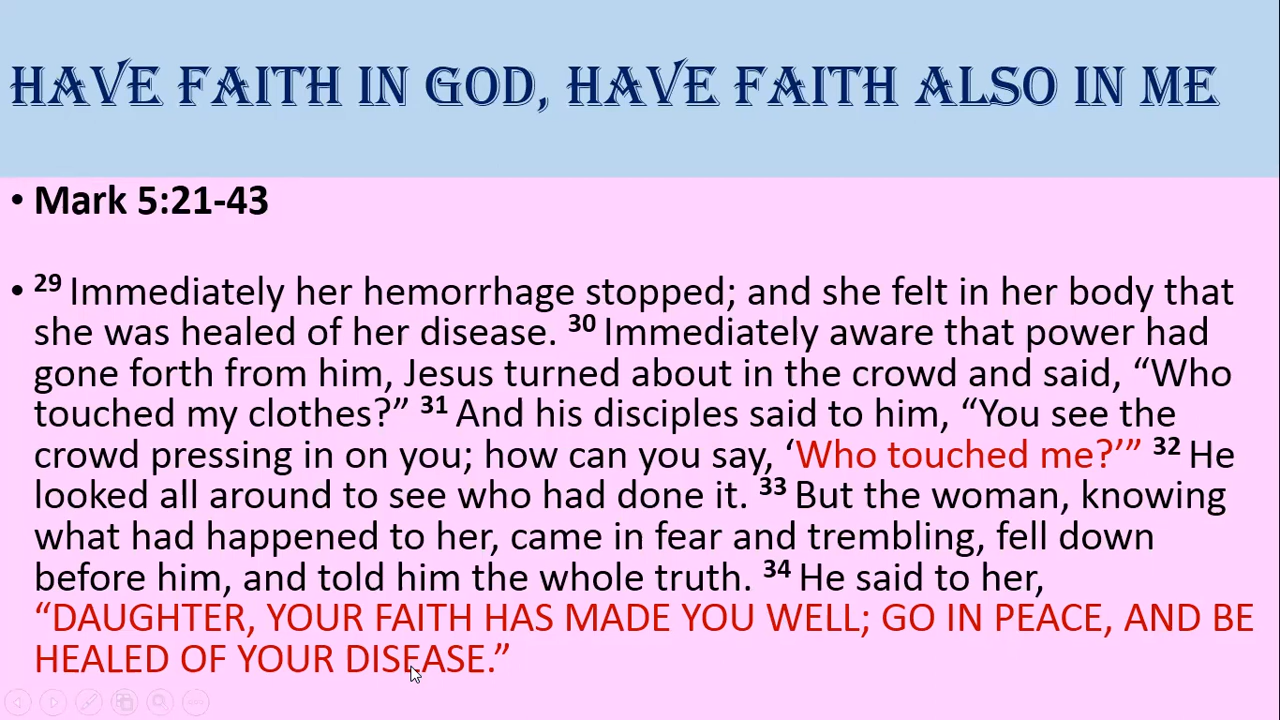 HAVE FAITH IN GOD, HAVE FAITH ALSO IN ME
• Mark 5:21-43
• 29 Immediately her hemorrhage stopped; and she felt in her body that
she was healed of her disease. 30 Immediately aware that power had
gone forth from him, Jesus turned about in the crowd and said, “Who
touched my clothes?” 31 And his disciples said to him, “You see the
crowd pressing in on you; how can you say, ‘Who touched me?’” 32 He
looked all around to see who had done it. 33 But the woman, knowing
what had happened to her, came in fear and trembling, fell down
before him, and told him the whole truth. 34 He said to her,
“DAUGHTER, YOUR FAITH HAS MADE YOU WELL; GO IN PEACE, AND BE
HEALED OF YOUR DISEASE.”